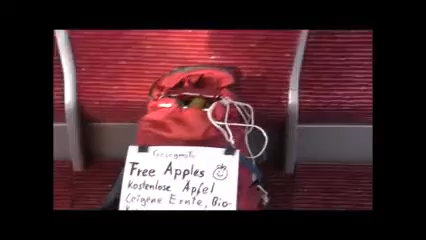 Free Apples
kostenlose Äpfel
(eigene Ernte, Bio-